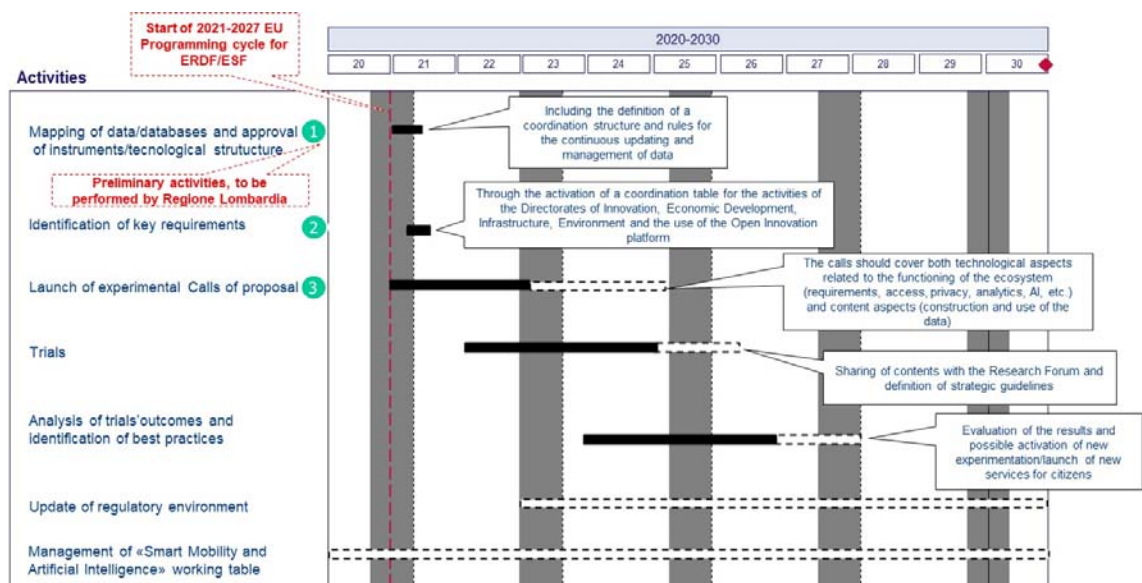 Start of 2021-2027 EU
Programming cycle for
ERDF/ESF
2020-2030
20 21 22 23 24 25 26 27 28 29 30
Activities
Mapping of data/databases and approval
of instruments/tecnological strutucture
1
Including the definition of a
coordination structure and rules for
the continuous updating and
management of data
Preliminary activities, to be
performed by Regione Lombardia
Identification of key requirements
2
Through the activation of a coordination table for the activities of
the Directorates of Innovation, Economic Development,
Infrastructure, Environment and the use of the Open Innovation
platform
Launch of experimental Calls of proposal
3
The calls should cover both technological aspects
related to the functioning of the ecosystem
(requirements, access, privacy, analytics, AI, etc.)
and content aspects (construction and use of the
data)
Trials
Sharing of contents with the Research Forum and
definition of strategic guidelines
Analysis of trials'outcomes and
identification of best practices
Evaluation of the results and
possible activation of new
experimentation/launch of new
services for citizens
Update of regulatory environment
Management of «Smart Mobility and
Artificial Intelligence» working table